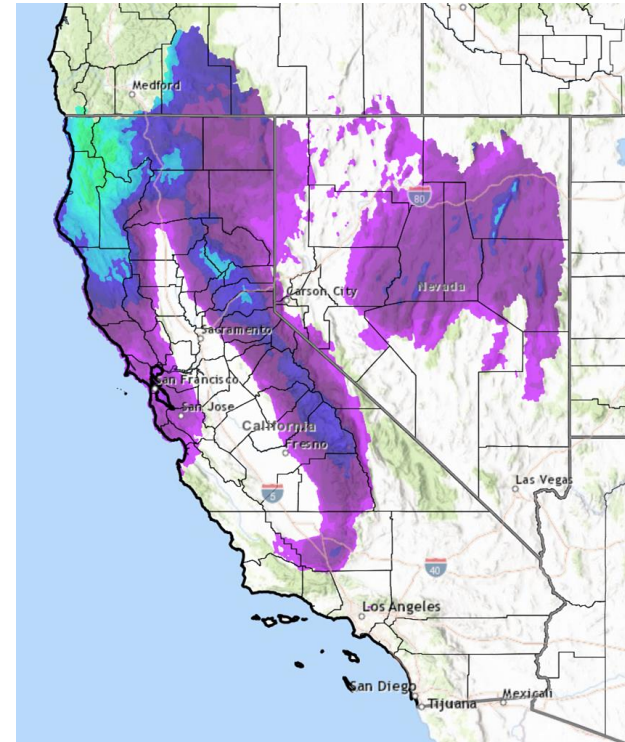 Medford
80
Nevada
Carson City
Sacramento
San Francisco
San Jose
California
Fresno
5
Las Vegas
40
Los Angeles
San Diego
Mexicali
Tijuana